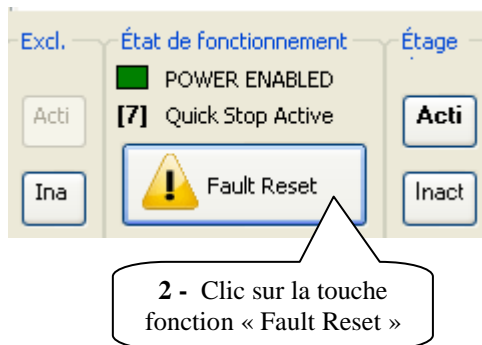 Excl.
État de fonctionnement
Étage
POWER ENABLED
Acti
[7] Quick Stop Active
Acti
Ina
Fault Reset
Inact
2 - Clic sur la touche
fonction « Fault Reset »